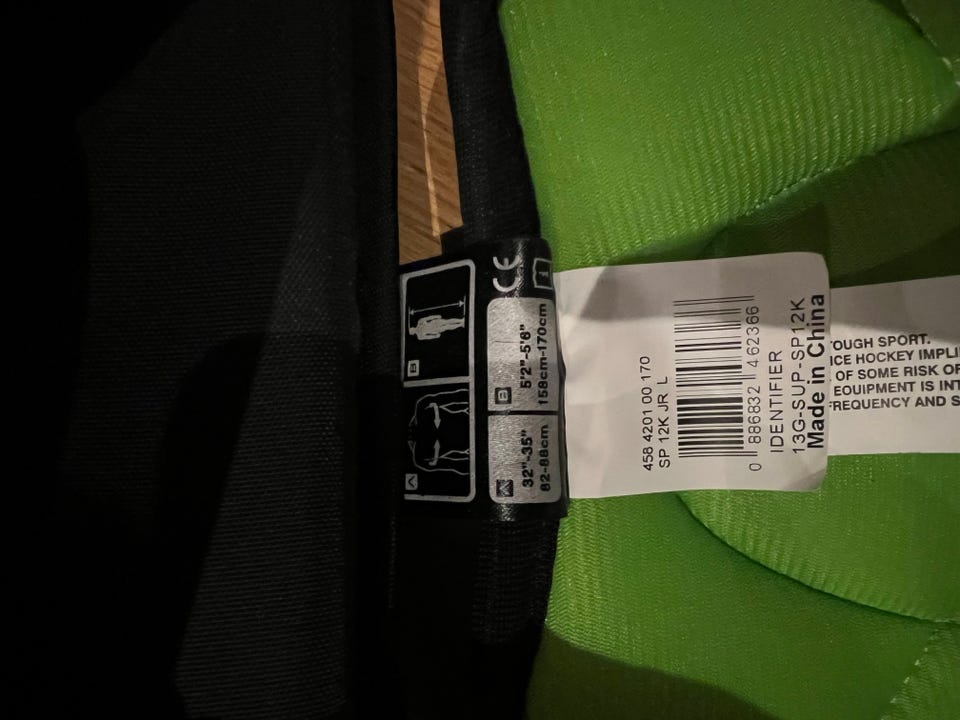 A
B
CE
A
32"-35"
82-88cm
B
5'2"-5'6"
158cm-170cm
458 4201 00 170
SP 12K JR L
0 886832 462366
IDENTIFIER
13G-SUP-SP12K
Made in China
OUGH SPORT.
ICE HOCKEY IMPLI
OF SOME RISK OF
EQUIPMENT IS INT
FREQUENCY AND S